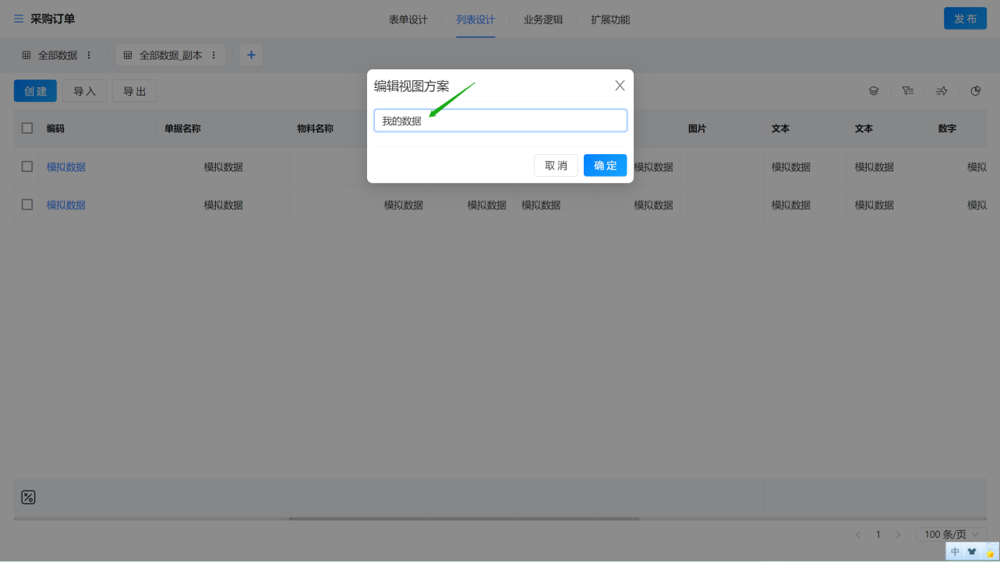 采购订单 表单设计 列表设计 业务逻辑 扩展功能 发布
全部数据 全部数据_副本
编辑视图方案
创建 导入 导出
我的数据
编码 单据名称 物料名称 图片 文本 文本 数字
取消 确定
模拟数据 模拟数据 模拟数据 模拟数据 模拟数据 模拟
模拟数据 模拟数据 模拟数据 模拟数据 模拟数据 模拟数据 模拟数据 模拟数据 模拟
1 100 条/页
中